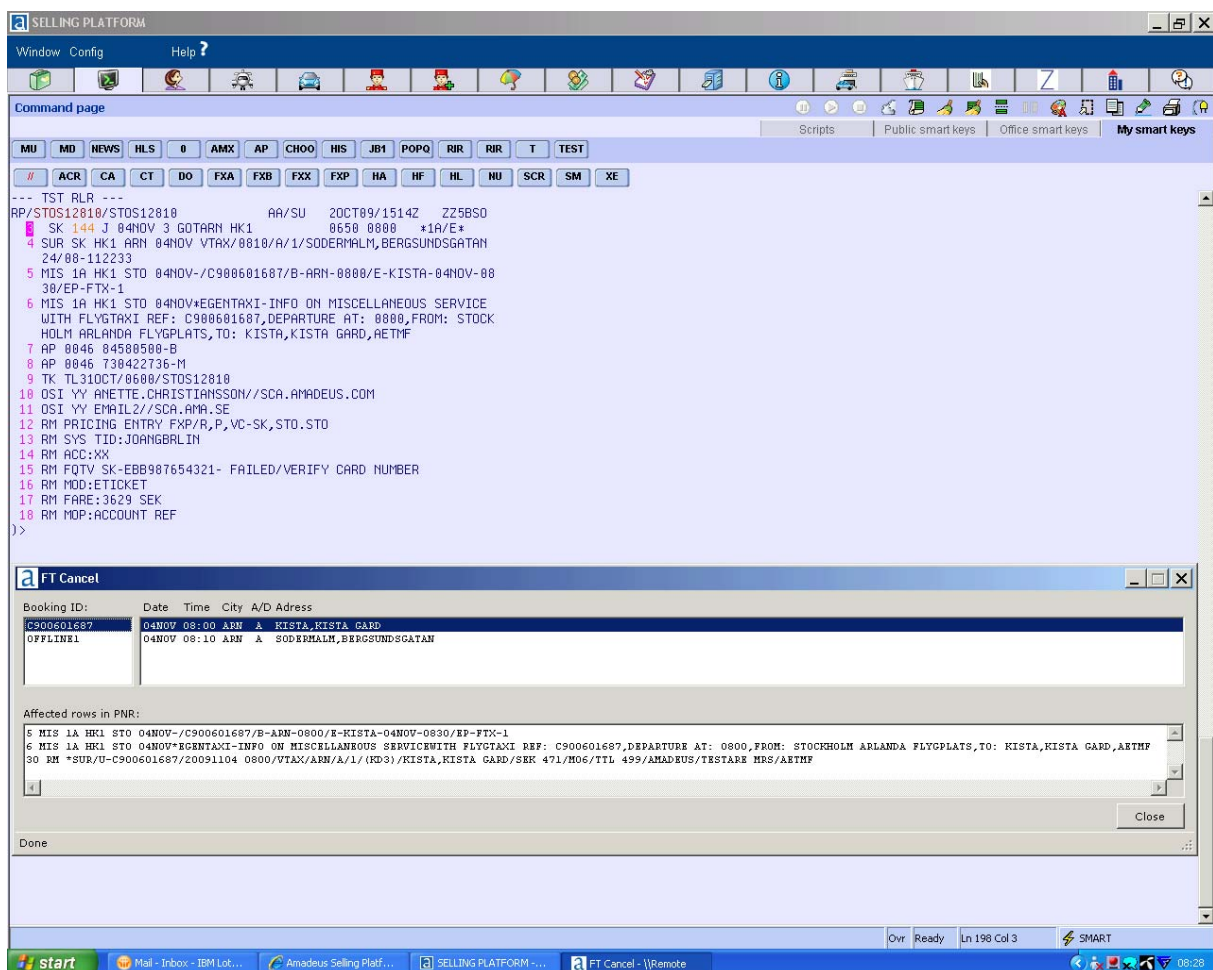 a SELLING PLATFORM
Window Config Help ?
Command page
Scripts Public smart keys Office smart keys My smart keys
MU MD NEWS HLS 0 AMX AP CHOO HIS JB1 POPQ RIR RIR T TEST
// ACR CA CT DO FXA FXB FXX FXP HA HF HL NU SCR SM XE
--- TST RLR ---
RP/STOS12810/STOS12810 AA/SU 2OCT09/1514Z ZZ5BSO
3 SK 144 J 04NOV 3 GOTARN HK1 0650 0800 *1A/E*
4 SUR SK HK1 ARN 04NOV VTAX/0810/A/1/SODERMALM,BERGSUNDSGATAN
24/08-112233
5 MIS 1A HK1 STO 04NOV-/C900601687/B-ARN-0800/E-KISTA-04NOV-08
30/EP-FTX-1
6 MIS 1A HK1 STO 04NOV*EGENTAXI-INFO ON MISCELLANEOUS SERVICE
WITH FLYGTAXI REF: C900601687,DEPARTURE AT: 0800,FROM: STOCK
HOLM ARLANDA FLYGPLATS,TO: KISTA,KISTA GARD,AETMF
7 AP 0046 84580500-B
8 AP 0046 730422736-M
9 TK TL31OCT/0600/STOS12810
10 OSI YY ANETTE.CHRISTIANSSON//SCA.AMADEUS.COM
11 OSI YY EMAIL2//SCA.AMA.SE
12 RM PRICING ENTRY FXP/R,P,VC-SK,STO.STO
13 RM SYS TID:JOANGBRLIN
14 RM ACC:XX
15 RM FQTV SK-EBB987654321- FAILED/VERIFY CARD NUMBER
16 RM MOD:ETICKET
17 RM FARE:3629 SEK
18 RM MOP:ACCOUNT REF
)>
a FT Cancel
Booking ID: Date Time City A/D Adress
C900601687 04NOV 08:00 ARN A KISTA,KISTA GARD
OFFLINE1 04NOV 08:10 ARN A SODERMALM,BERGSUNDSGATAN
Affected rows in PNR:
5 MIS 1A HK1 STO 04NOV-/C900601687/B-ARN-0800/E-KISTA-04NOV-0830/EP-FTX-1
6 MIS 1A HK1 STO 04NOV*EGENTAXI-INFO ON MISCELLANEOUS SERVICEWITH FLYGTAXI REF: C900601687,DEPARTURE AT: 0800,FROM: STOCKHOLM ARLANDA FLYGPLATS,TO: KISTA,KISTA GARD,AETMF
30 RM *SUR/U-C900601687/20091104 0800/VTAX/ARN/A/1/(KD3)/KISTA,KISTA GARD/SEK 471/M06/TTL 499/AMADEUS/TESTARE MRS/AETMF
Close
Done
Ovr Ready Ln 198 Col 3 SMART
start Mail - Inbox - IBM Lot... Amadeus Selling Platf... a SELLING PLATFORM -... a FT Cancel - \\Remote 08:28